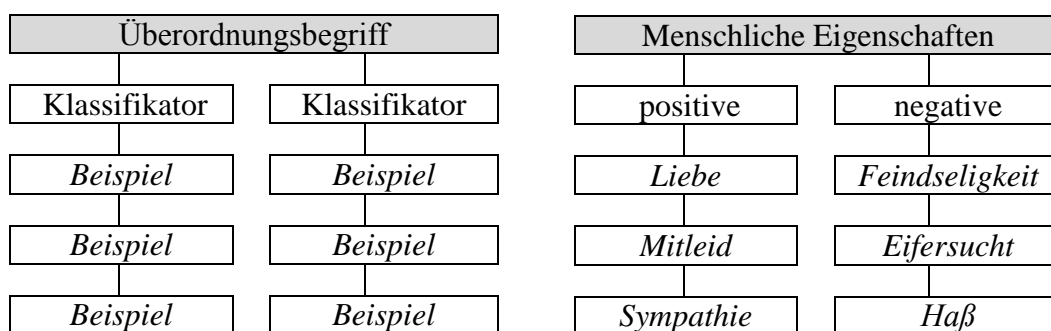 Überordnungsbegriff
Klassifikator Klassifikator
Beispiel Beispiel
Beispiel Beispiel
Beispiel Beispiel
Menschliche Eigenschaften
positive negative
Liebe Feindseligkeit
Mitleid Eifersucht
Sympathie Haß